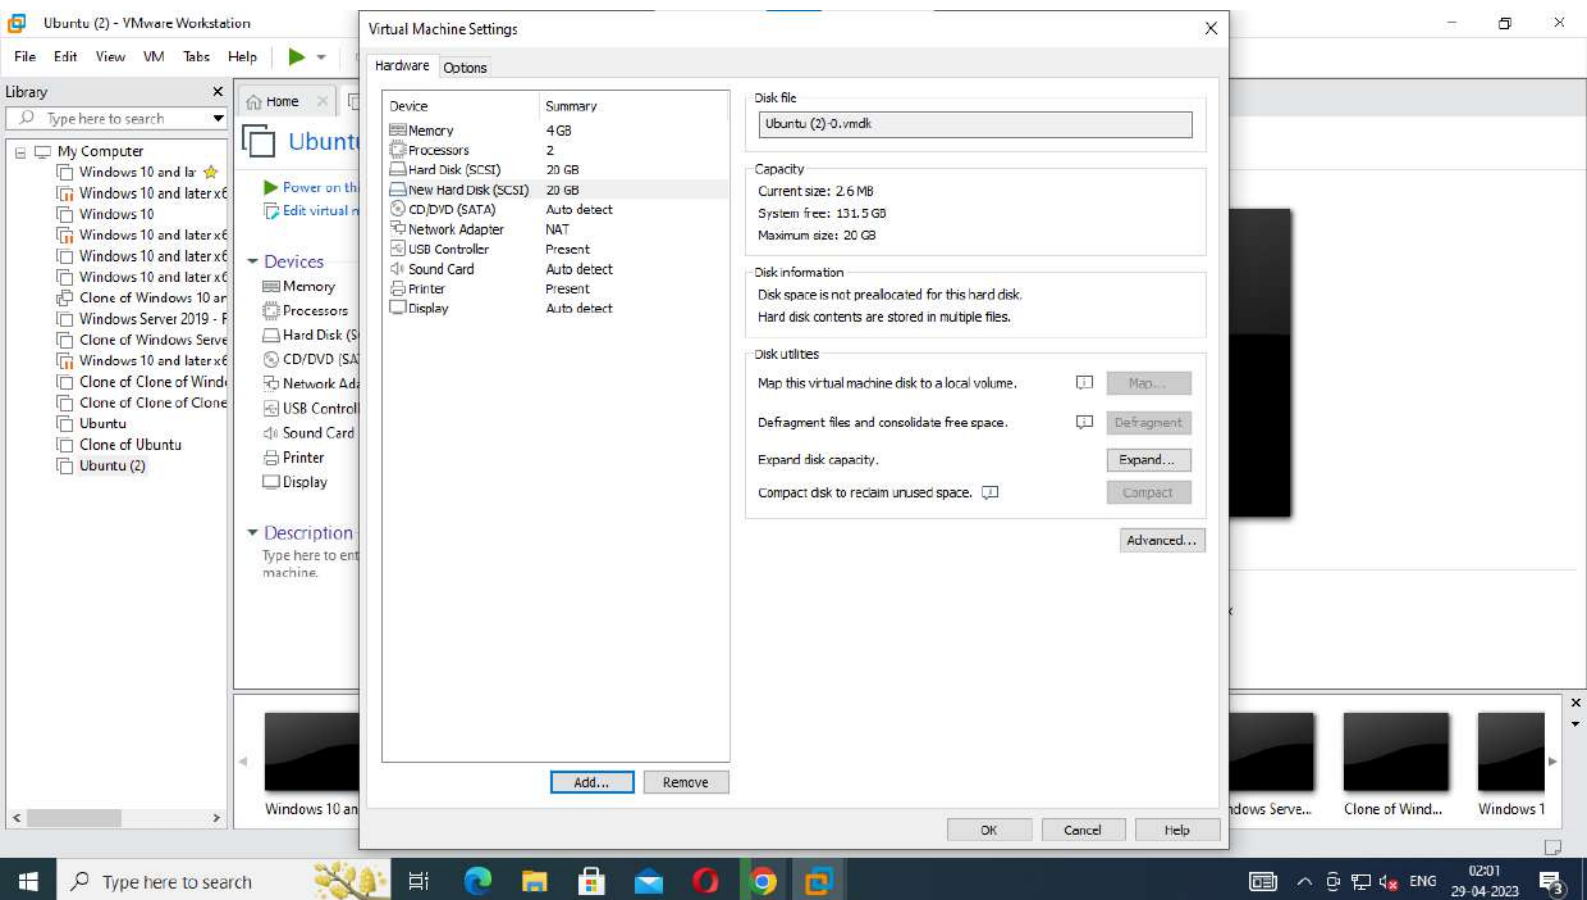 Ubuntu (2) - VMware Workstation
File Edit View VM Tabs Help
Library
Type here to search
My Computer
Windows 10 and lat
Windows 10 and later x6
Windows 10
Windows 10 and later x6
Windows 10 and later x6
Windows 10 and later x6
Clone of Windows 10 an
Windows Server 2019 - F
Clone of Windows Serve
Windows 10 and later x6
Clone of Clone of Wind
Clone of Clone of Clone
Ubuntu
Clone of Ubuntu
Ubuntu (2)
Home
Ubuntu
Power on th
Edit virtual m
Devices
Memory
Processors
Hard Disk (S
CD/DVD (SA
Network Ada
USB Controll
Sound Card
Printer
Display
Description
Type here to ent
machine.
Virtual Machine Settings
Hardware Options
Device Summary
Memory 4 GB
Processors 2
Hard Disk (SCSI) 20 GB
New Hard Disk (SCSI) 20 GB
CD/DVD (SATA) Auto detect
Network Adapter NAT
USB Controller Present
Sound Card Auto detect
Printer Present
Display Auto detect
Add... Remove
Disk file
Ubuntu (2)-0.vmdk
Capacity
Current size: 2.6 MB
System free: 131.5 GB
Maximum size: 20 GB
Disk information
Disk space is not preallocated for this hard disk.
Hard disk contents are stored in multiple files.
Disk utilities
Map this virtual machine disk to a local volume. Map...
Defragment files and consolidate free space. Defragment
Expand disk capacity. Expand...
Compact disk to reclaim unused space. Compact
Advanced...
OK Cancel Help
Windows 10 an
ndows Serve... Clone of Wind... Windows 1
Type here to search
ENG
02:01
29-04-2023
3